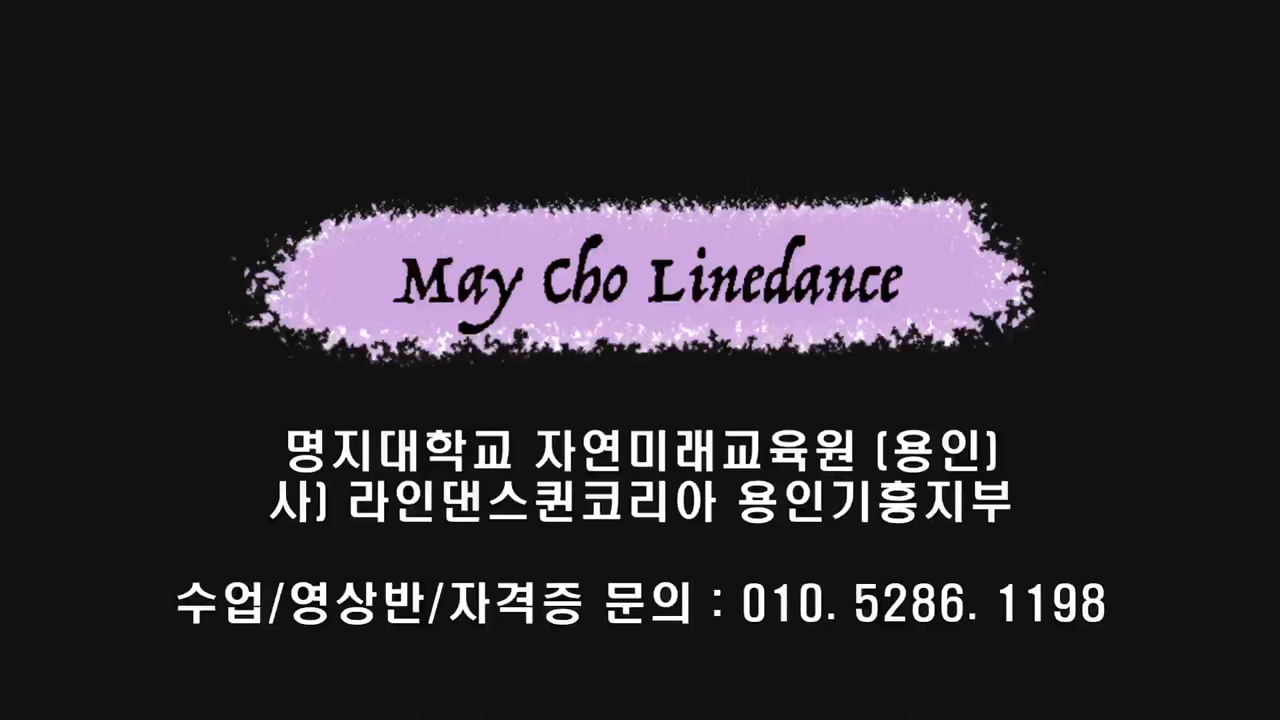 May Cho Linedance
명지대학교 자연미래교육원 (용인)
사) 라인댄스퀸코리아 용인기흥지부
수업/영상반/자격증 문의 : 010. 5286. 1198